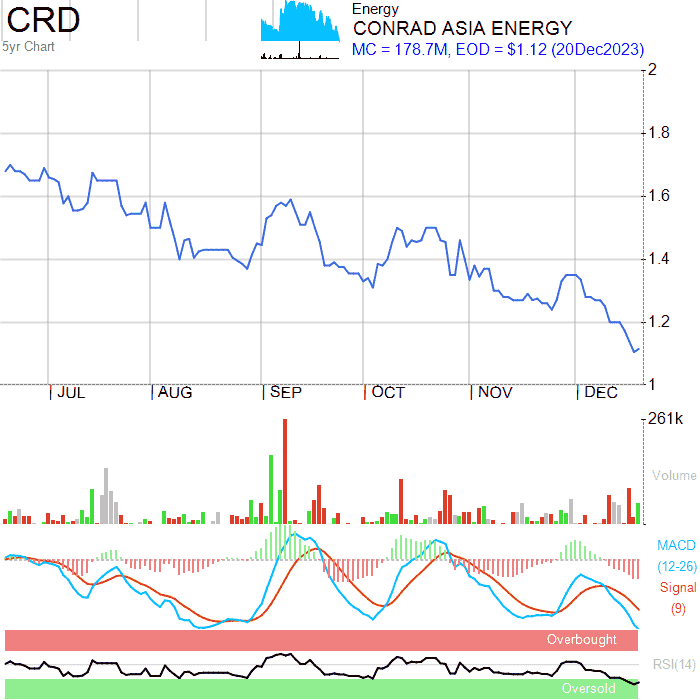 CRD
5yr Chart
Energy
CONRAD ASIA ENERGY
MC = 178.7M, EOD = $1.12 (20Dec2023)
2
1.8
1.6
1.4
1.2
1
JUL AUG SEP OCT NOV DEC
261k
Volume
MACD
(12-26)
Signal
(9)
Overbought
RSI(14)
Oversold